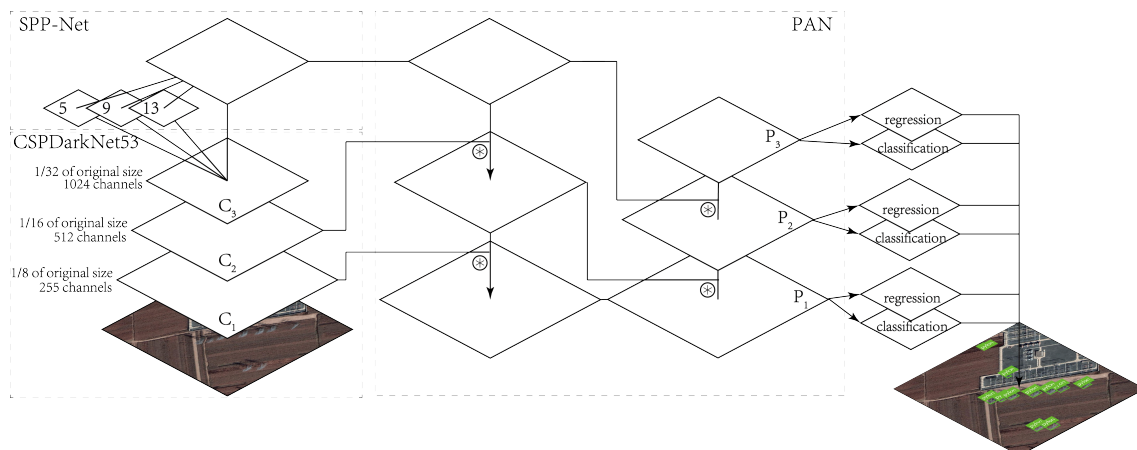 SPP-Net
PAN
5
9
13
CSPDarkNet53
1/32 of original size
1024 channels
C3
1/16 of original size
512 channels
C2
1/8 of original size
255 channels
C1
P3
regression
classification
P2
regression
classification
P1
regression
classification